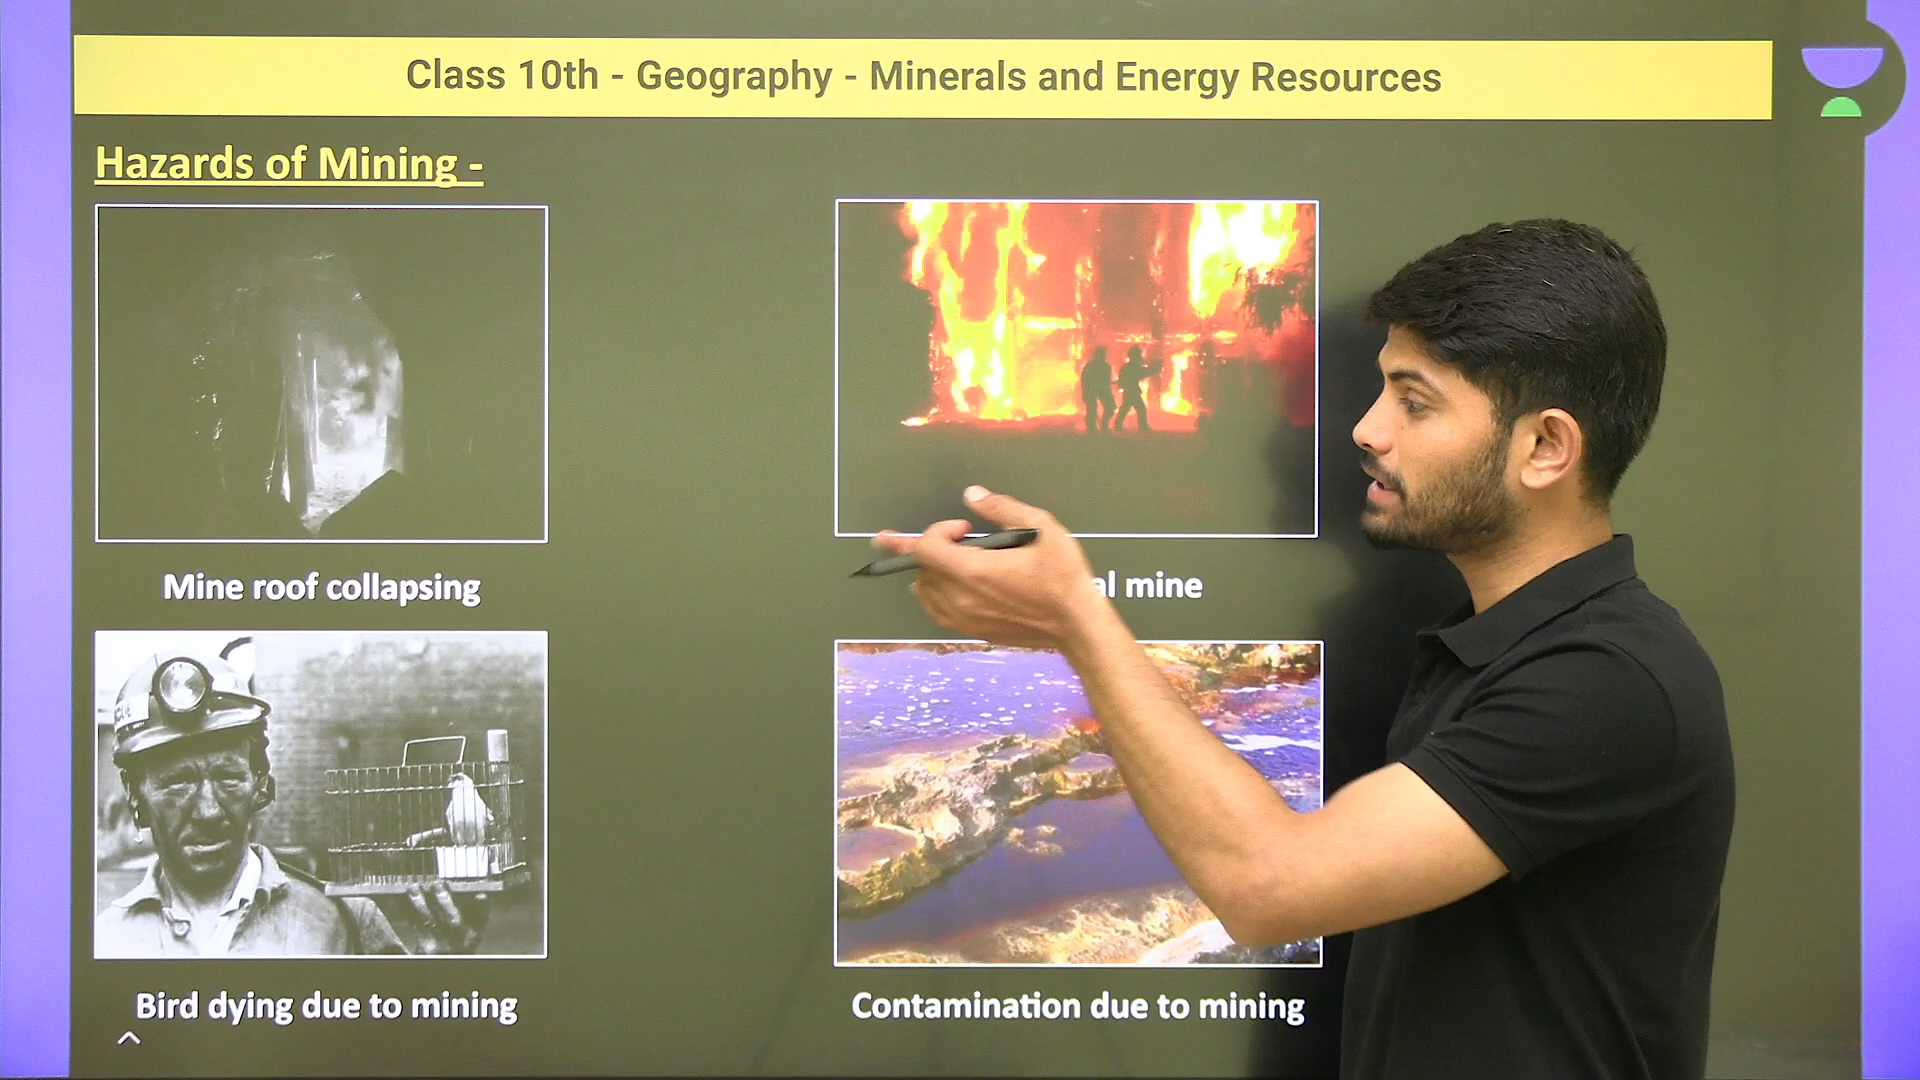 Class 10th - Geography - Minerals and Energy Resources
Hazards of Mining -
Mine roof collapsing
mine
Bird dying due to mining
Contamination due to mining